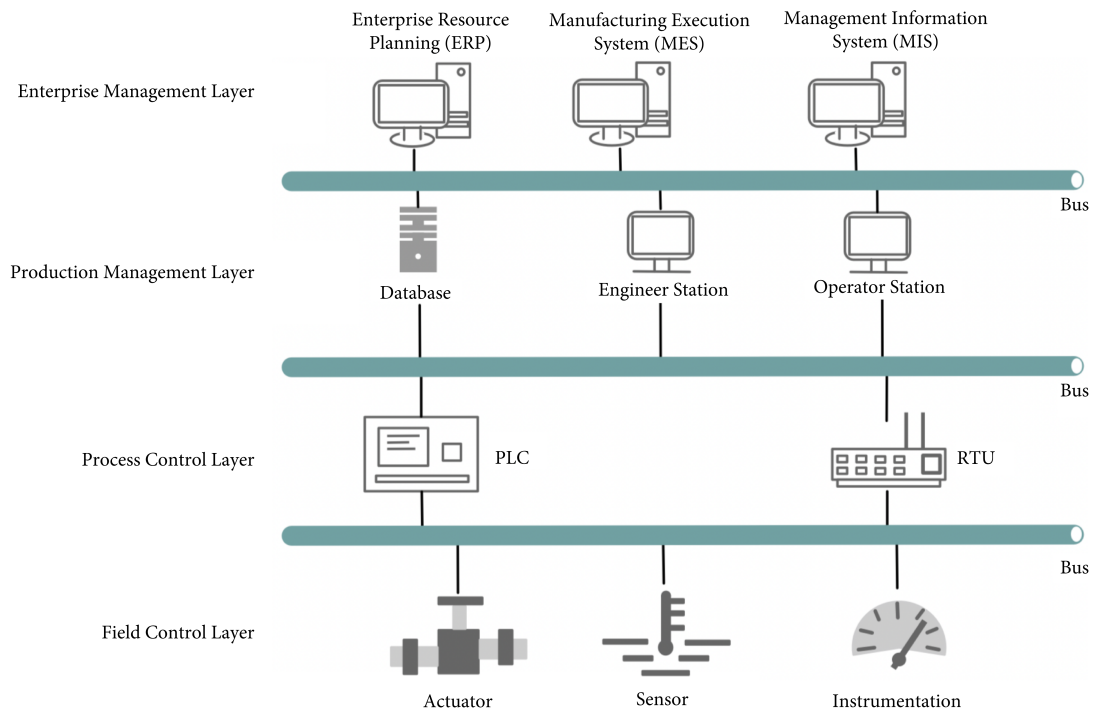 Enterprise Resource
Planning (ERP)
Manufacturing Execution
System (MES)
Management Information
System (MIS)
Enterprise Management Layer
Bus
Production Management Layer
Database
Engineer Station
Operator Station
Bus
Process Control Layer
PLC
RTU
Bus
Field Control Layer
Actuator
Sensor
Instrumentation